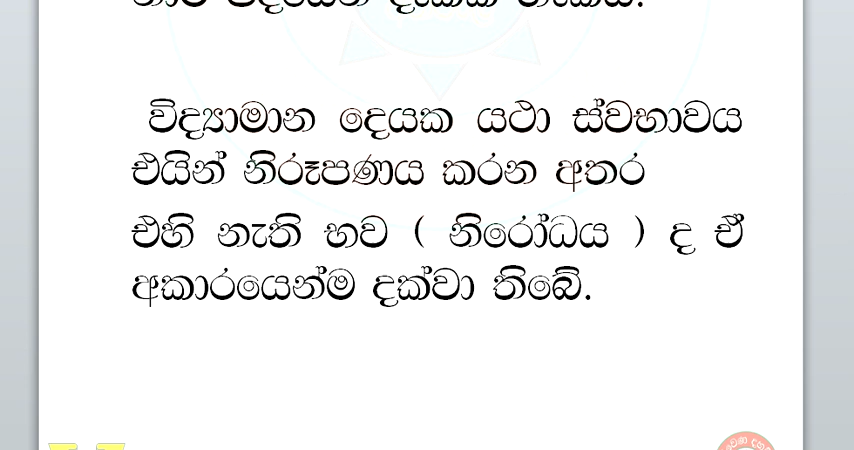 විද්‍යාමාන දෙයක යථා ස්වභාවය
එයින් නිරූපණය කරන අතර
එහි නැති භව ( නිරෝධය ) ද ඒ
අකාරයෙන්ම දක්වා තිබේ.